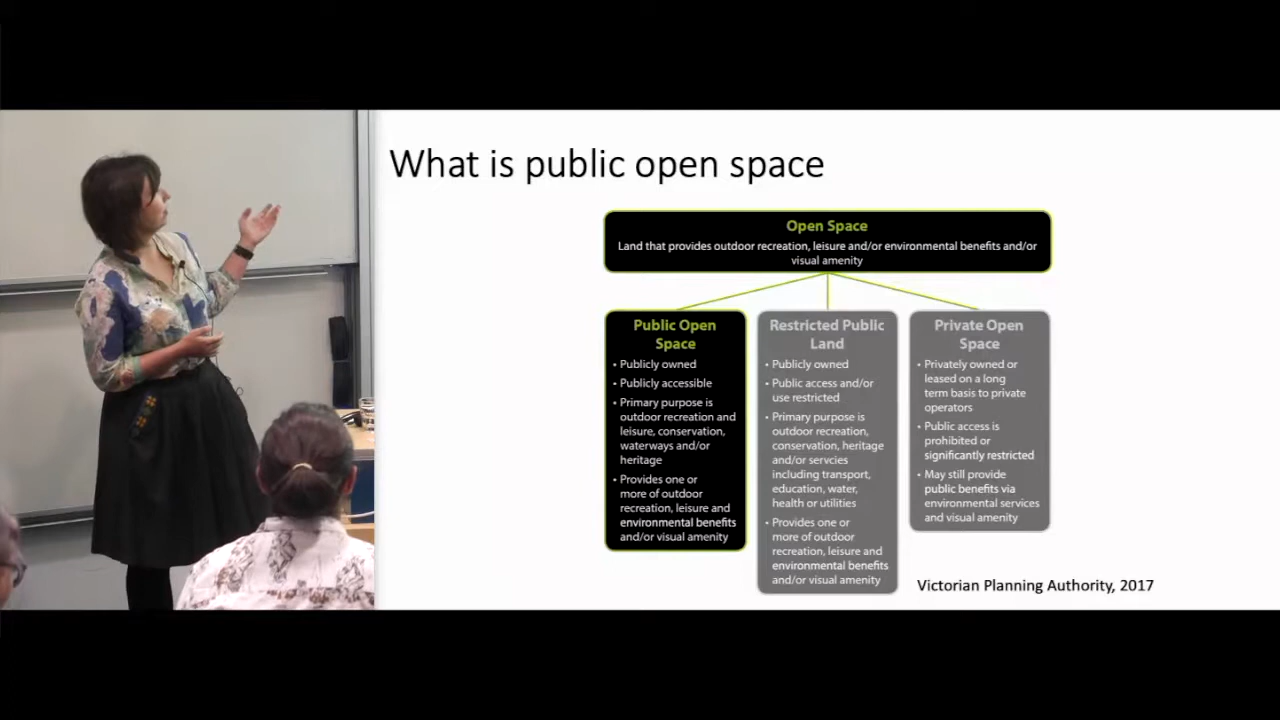 What is public open space
Open Space
Land that provides outdoor recreation, leisure and/or environmental benefits and/or
visual amenity
Public Open
Space
• Publicly owned
• Publicly accessible
• Primary purpose is
outdoor recreation and
leisure, conservation,
waterways and/or
heritage
• Provides one or
more of outdoor
recreation, leisure and
environmental benefits
and/or visual amenity
Restricted Public
Land
• Publicly owned
• Public access and/or
use restricted
• Primary purpose is
outdoor recreation,
conservation, heritage
and/or servcies
including transport,
education, water,
health or utilities
• Provides one or
more of outdoor
recreation, leisure and
environmental benefits
and/or visual amenity
Private Open
Space
• Privately owned or
leased on a long
term basis to private
operators
• Public access is
prohibited or
significantly restricted
• May still provide
public benefits via
environmental services
and visual amenity
Victorian Planning Authority, 2017